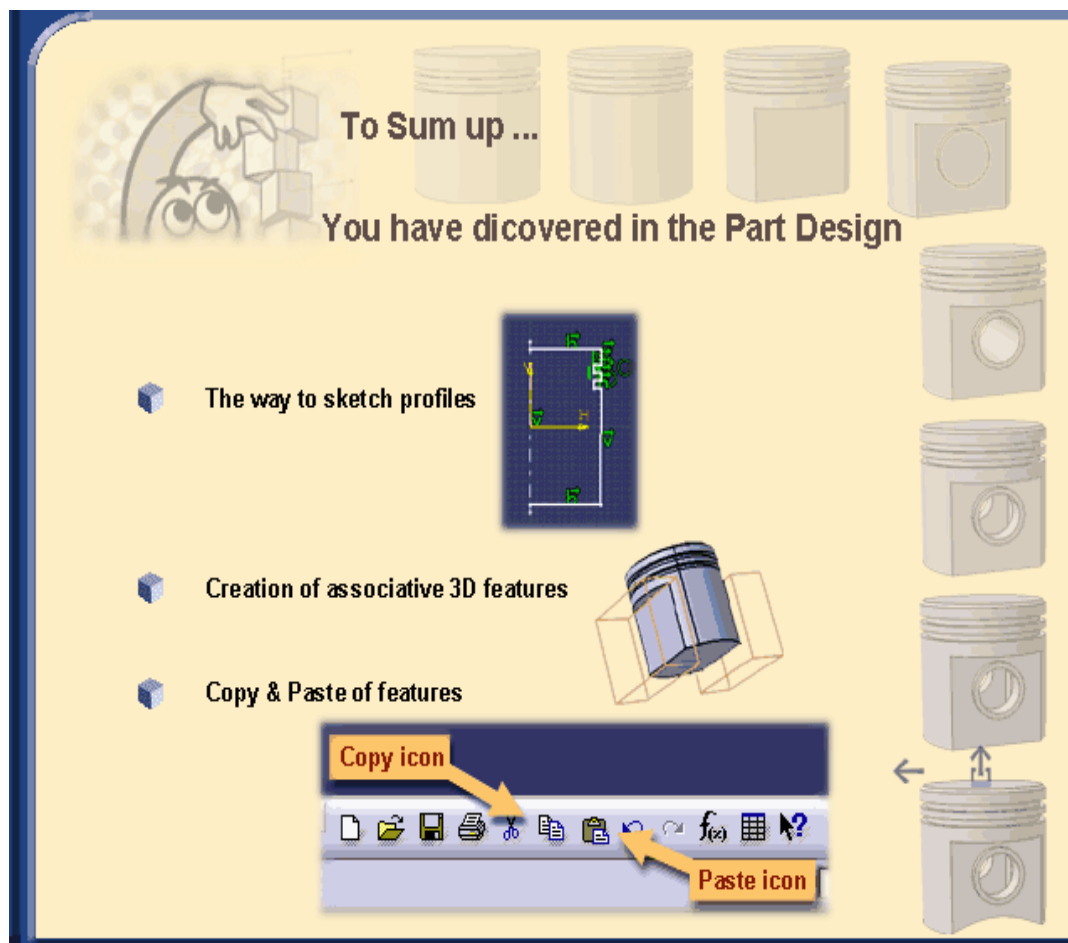 To Sum up ...
You have dicovered in the Part Design
The way to sketch profiles
Creation of associative 3D features
Copy & Paste of features
Copy icon
f(x)
?
Paste icon